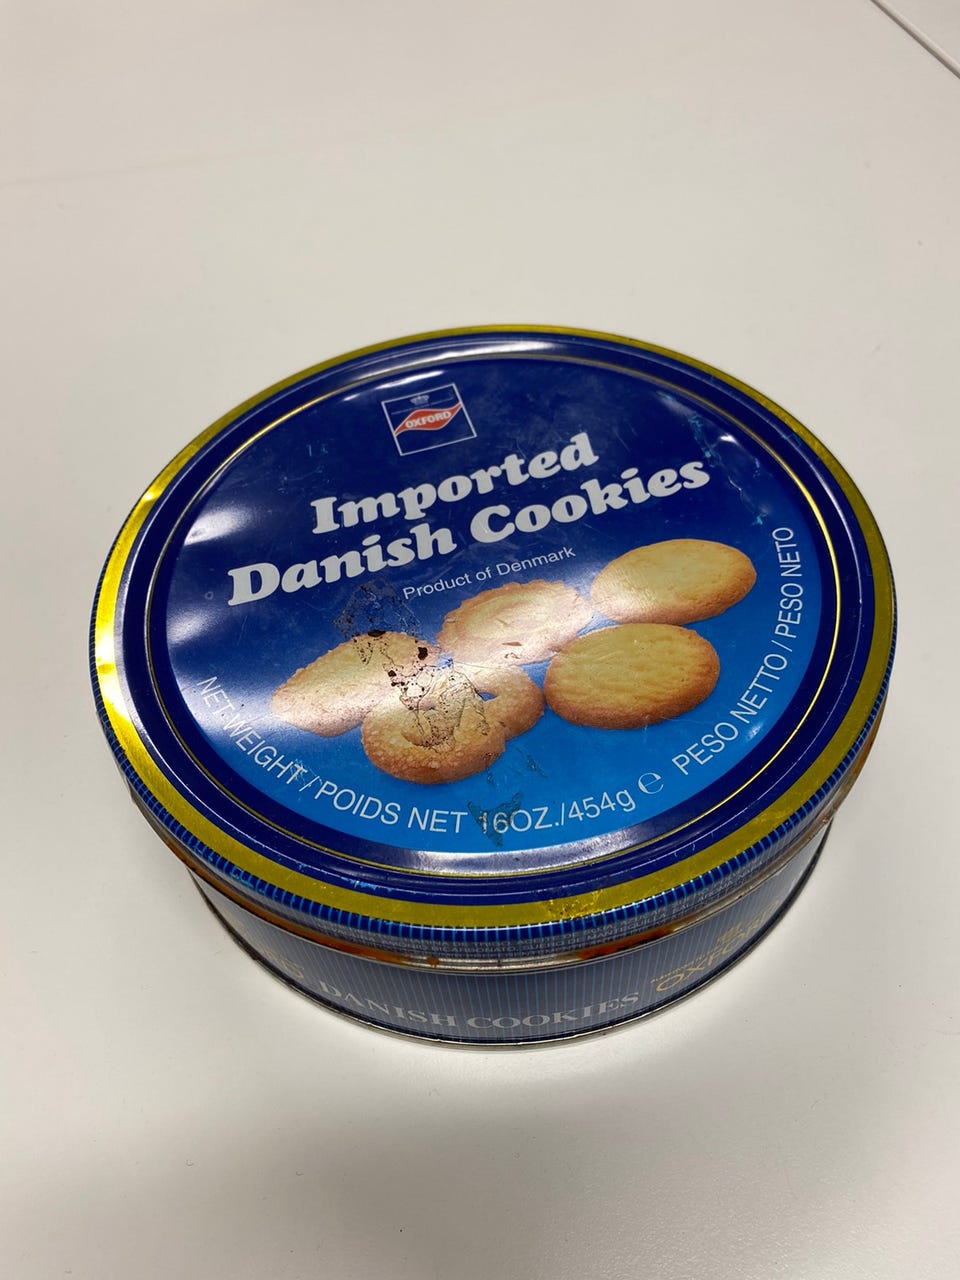 OXFORD
Imported
Danish Cookies
Product of Denmark
NET WEIGHT / POIDS NET 16OZ./454g ℮ PESO NETTO / PESO NETO
DANISH COOKIES